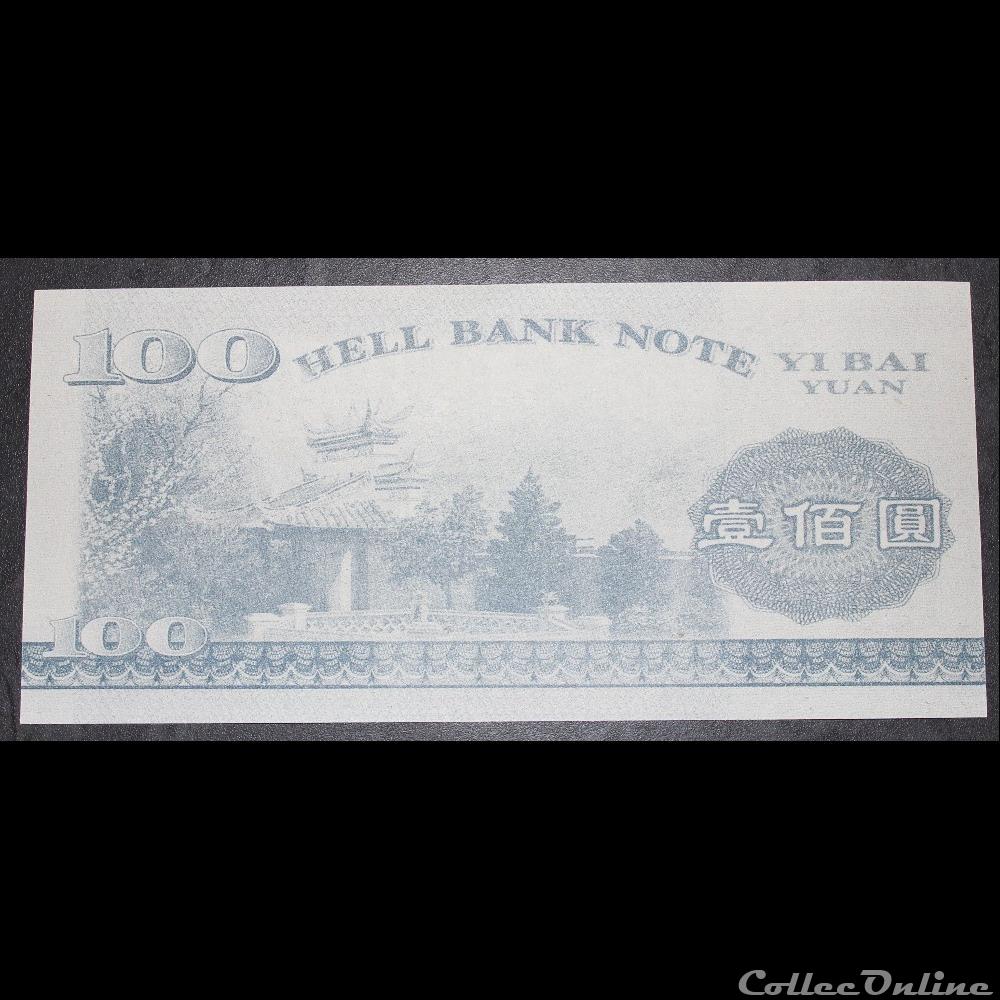 100
HELL BANK NOTE
YI BAI
YUAN
壹佰圓
100
CollecOnline